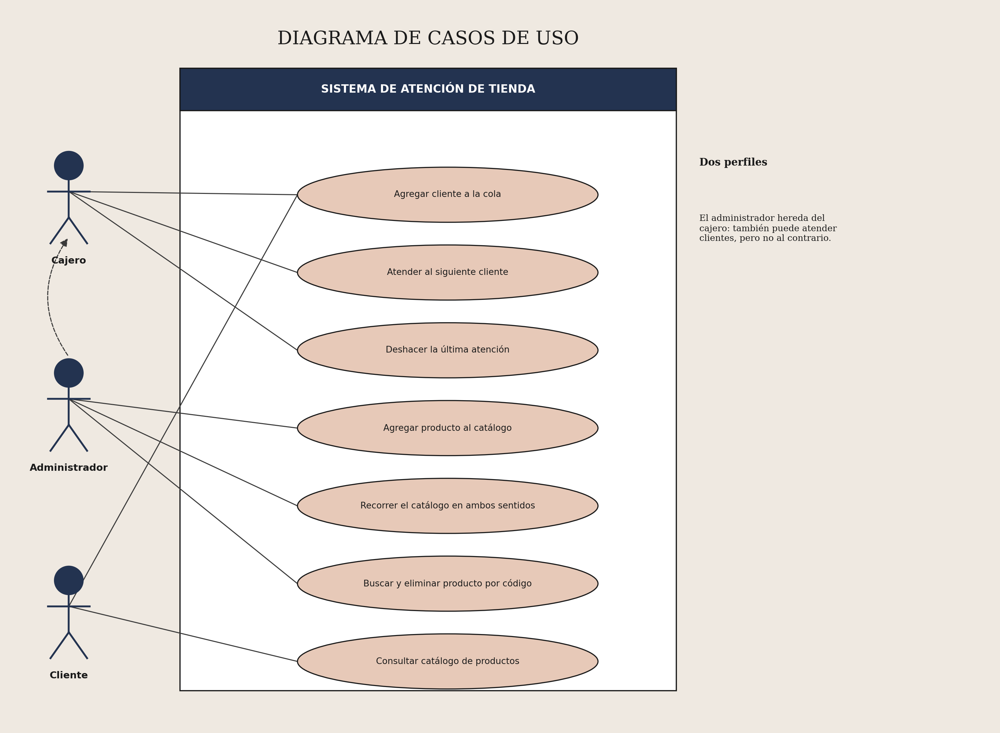 DIAGRAMA DE CASOS DE USO
SISTEMA DE ATENCIÓN DE TIENDA
Cajero
Administrador
Cliente
Agregar cliente a la cola
Atender al siguiente cliente
Deshacer la última atención
Agregar producto al catálogo
Recorrer el catálogo en ambos sentidos
Buscar y eliminar producto por código
Consultar catálogo de productos
Dos perfiles
El administrador hereda del
cajero: también puede atender
clientes, pero no al contrario.